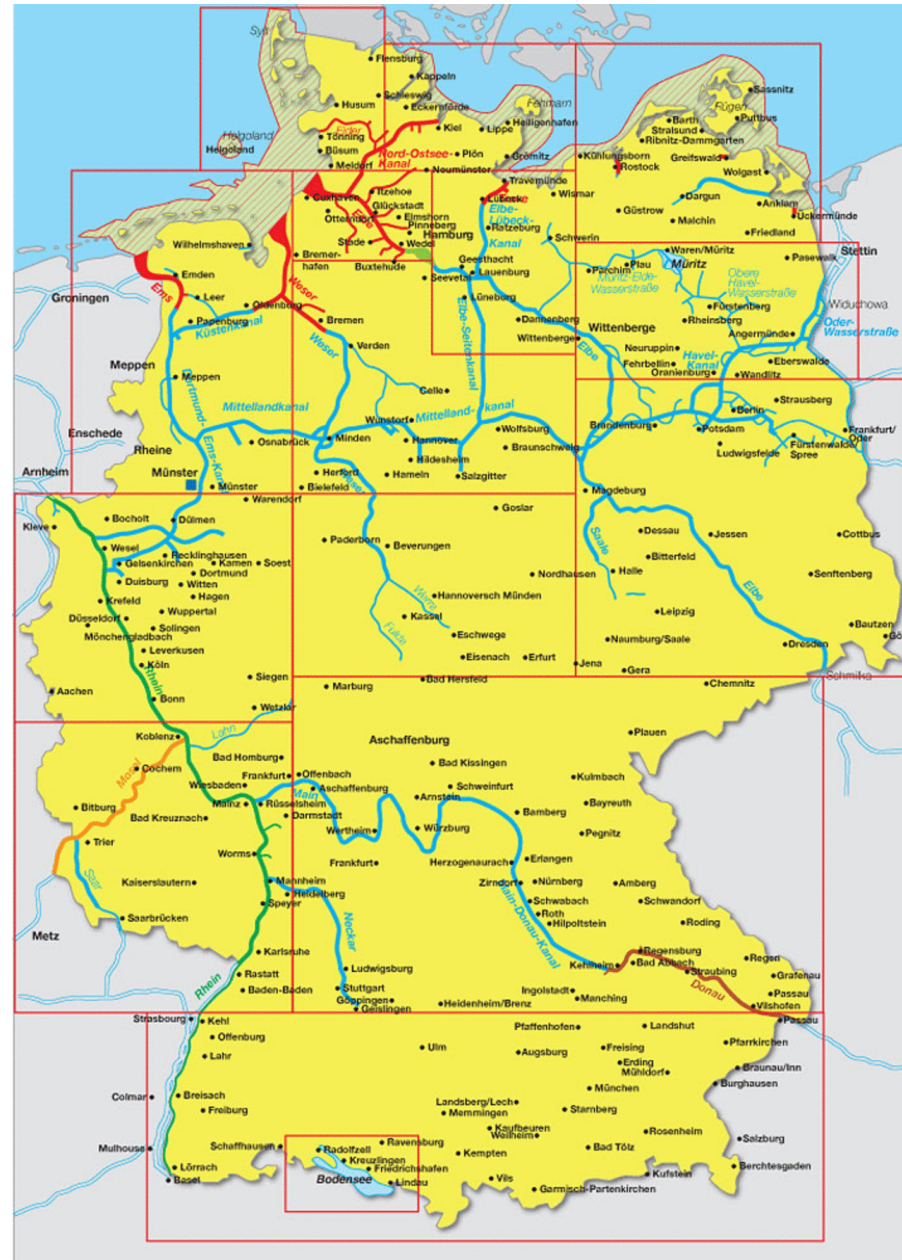 Sylt
Flensburg
Kappeln
Schleswig
Eckernförde
Husum
Fehmarn
Heiligenhafen
Sassnitz
Rügen
Puttbus
Barth
Stralsund
Ribnitz-Damngarten
Eider
Tönning
Kiel
Lippe
Helgoland
Helgoland
Büsum
Meldorf
Nord-Ostsee-
Kanal
Plön
Grömitz
Neumünster
Kühlungsborn
Rostock
Greifswald
Wolgast
Travemünde
Wismar
Dargun
Anklam
Cuxhaven
Itzehoe
Glückstadt
Otterndorf
Elbe
Elmshorn
Pinneberg
Lübeck
Elbe-
Lübeck-
Kanal
Ratzeburg
Güstrow
Malchin
Ückermünde
Friedland
Wilhelmshaven
Stade
Wedel
Hamburg
Schwerin
Bremer-
hafen
Buxtehude
Geesthacht
Lauenburg
Seevetal
Waren/Müritz
Müritz
Plau
Parchim
Müritz-Elde-
Wasserstraße
Pasewalk
Stettin
Obere
Havel-
Wasserstraße
Emden
Ems
Leer
Groningen
Oldenburg
Weser
Papenburg
Küstenkanal
Bremen
Weser
Verden
Lüneburg
Elbe-Seitenkanal
Dannenberg
Wittenberge
Wittenberge
Elbe
Fürstenberg
Rheinsberg
Widuchowa
Oder-
Wasserstraße
Angermünde
Neuruppin
Fehrbellin
Havel-
Kanal
Oranienburg
Eberswalde
Wandlitz
Meppen
Meppen
Dortmund-
Ems-Kanal
Celle
Mittellandkanal
Wunstorf
Mittelland-
kanal
Strausberg
Berlin
Enschede
Rheine
Osnabrück
Minden
Hannover
Wolfsburg
Braunschweig
Brandenburg
Potsdam
Ludwigsfelde
Fürstenwalde/
Spree
Frankfurt/
Oder
Arnheim
Münster
Münster
Herford
Bielefeld
Weser
Hameln
Hildesheim
Salzgitter
Magdeburg
Kleve
Bocholt
Dülmen
Warendorf
Goslar
Wesel
Recklinghausen
Gelsenkirchen
Kamen
Soest
Dortmund
Duisburg
Witten
Hagen
Paderborn
Beverungen
Dessau
Jessen
Cottbus
Saale
Bitterfeld
Halle
Nordhausen
Elbe
Senftenberg
Krefeld
Düsseldorf
Wuppertal
Solingen
Mönchengladbach
Leverkusen
Köln
Werra
Hannoversch Münden
Kassel
Fulda
Eschwege
Leipzig
Bautzen
Gö
Naumburg/Saale
Dresden
Eisenach
Erfurt
Jena
Gera
Rhein
Aachen
Bonn
Siegen
Wetzlar
Bad Hersfeld
Marburg
Chemnitz
Schmilka
Koblenz
Lahn
Plauen
Aschaffenburg
Mosel
Cochem
Bad Homburg
Frankfurt
Offenbach
Wiesbaden
Bad Kissingen
Kulmbach
Bitburg
Mainz
Rüsselsheim
Main
Aschaffenburg
Schweinfurt
Arnstein
Bad Kreuznach
Darmstadt
Bamberg
Bayreuth
Wertheim
Würzburg
Pegnitz
Trier
Worms
Frankfurt
Herzogenaurach
Erlangen
Saar
Kaiserslautern
Mannheim
Heidelberg
Zirndorf
Nürnberg
Amberg
Speyer
Schwabach
Schwandorf
Saarbrücken
Neckar
Main-Donau-Kanal
Roth
Hilpoltstein
Roding
Metz
Karlsruhe
Regensburg
Regen
Rhein
Rastatt
Ludwigsburg
Kehlheim
Bad Abbach
Straubing
Grafenau
Baden-Baden
Stuttgart
Göppingen
Geislingen
Heidenheim/Brenz
Ingolstadt
Manching
Donau
Passau
Vilshofen
Strasbourg
Kehl
Passau
Offenburg
Pfaffenhofen
Landshut
Pfarrkirchen
Lahr
Ulm
Augsburg
Freising
Erding
Mühldorf
Braunau/Inn
Burghausen
Colmar
Breisach
Freiburg
München
Landsberg/Lech
Memmingen
Starnberg
Kaufbeuren
Weilheim
Rosenheim
Salzburg
Mulhouse
Schaffhausen
Radolfzell
Ravensburg
Kreuzlingen
Kempten
Bad Tölz
Lörrach
Basel
Friedrichshafen
Bodensee
Lindau
Vils
Garmisch-Partenkirchen
Kufstein
Berchtesgaden